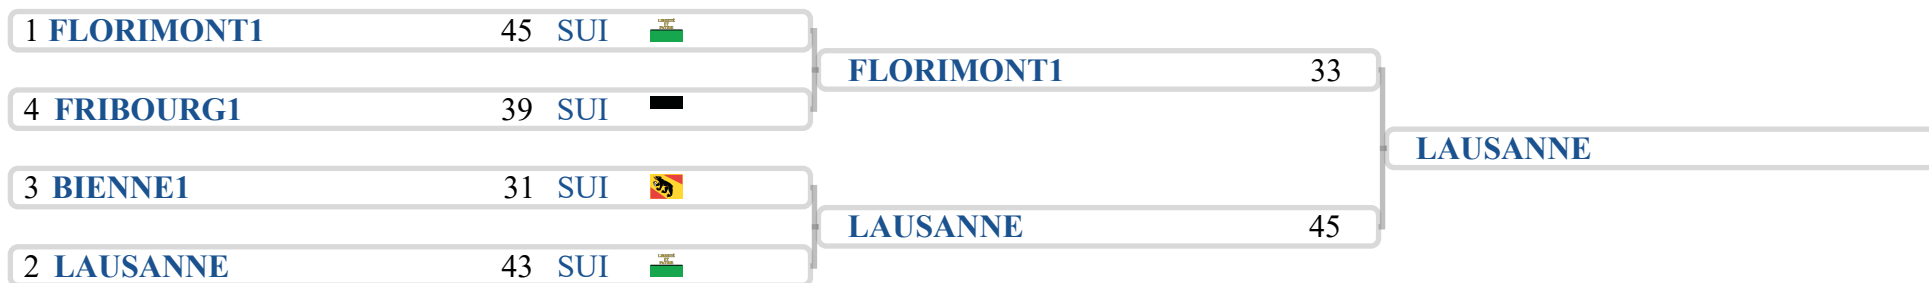 1 FLORIMONT1 45 SUI
FLORIMONT1 33
4 FRIBOURG1 39 SUI
LAUSANNE
3 BIENNE1 31 SUI
LAUSANNE 45
2 LAUSANNE 43 SUI